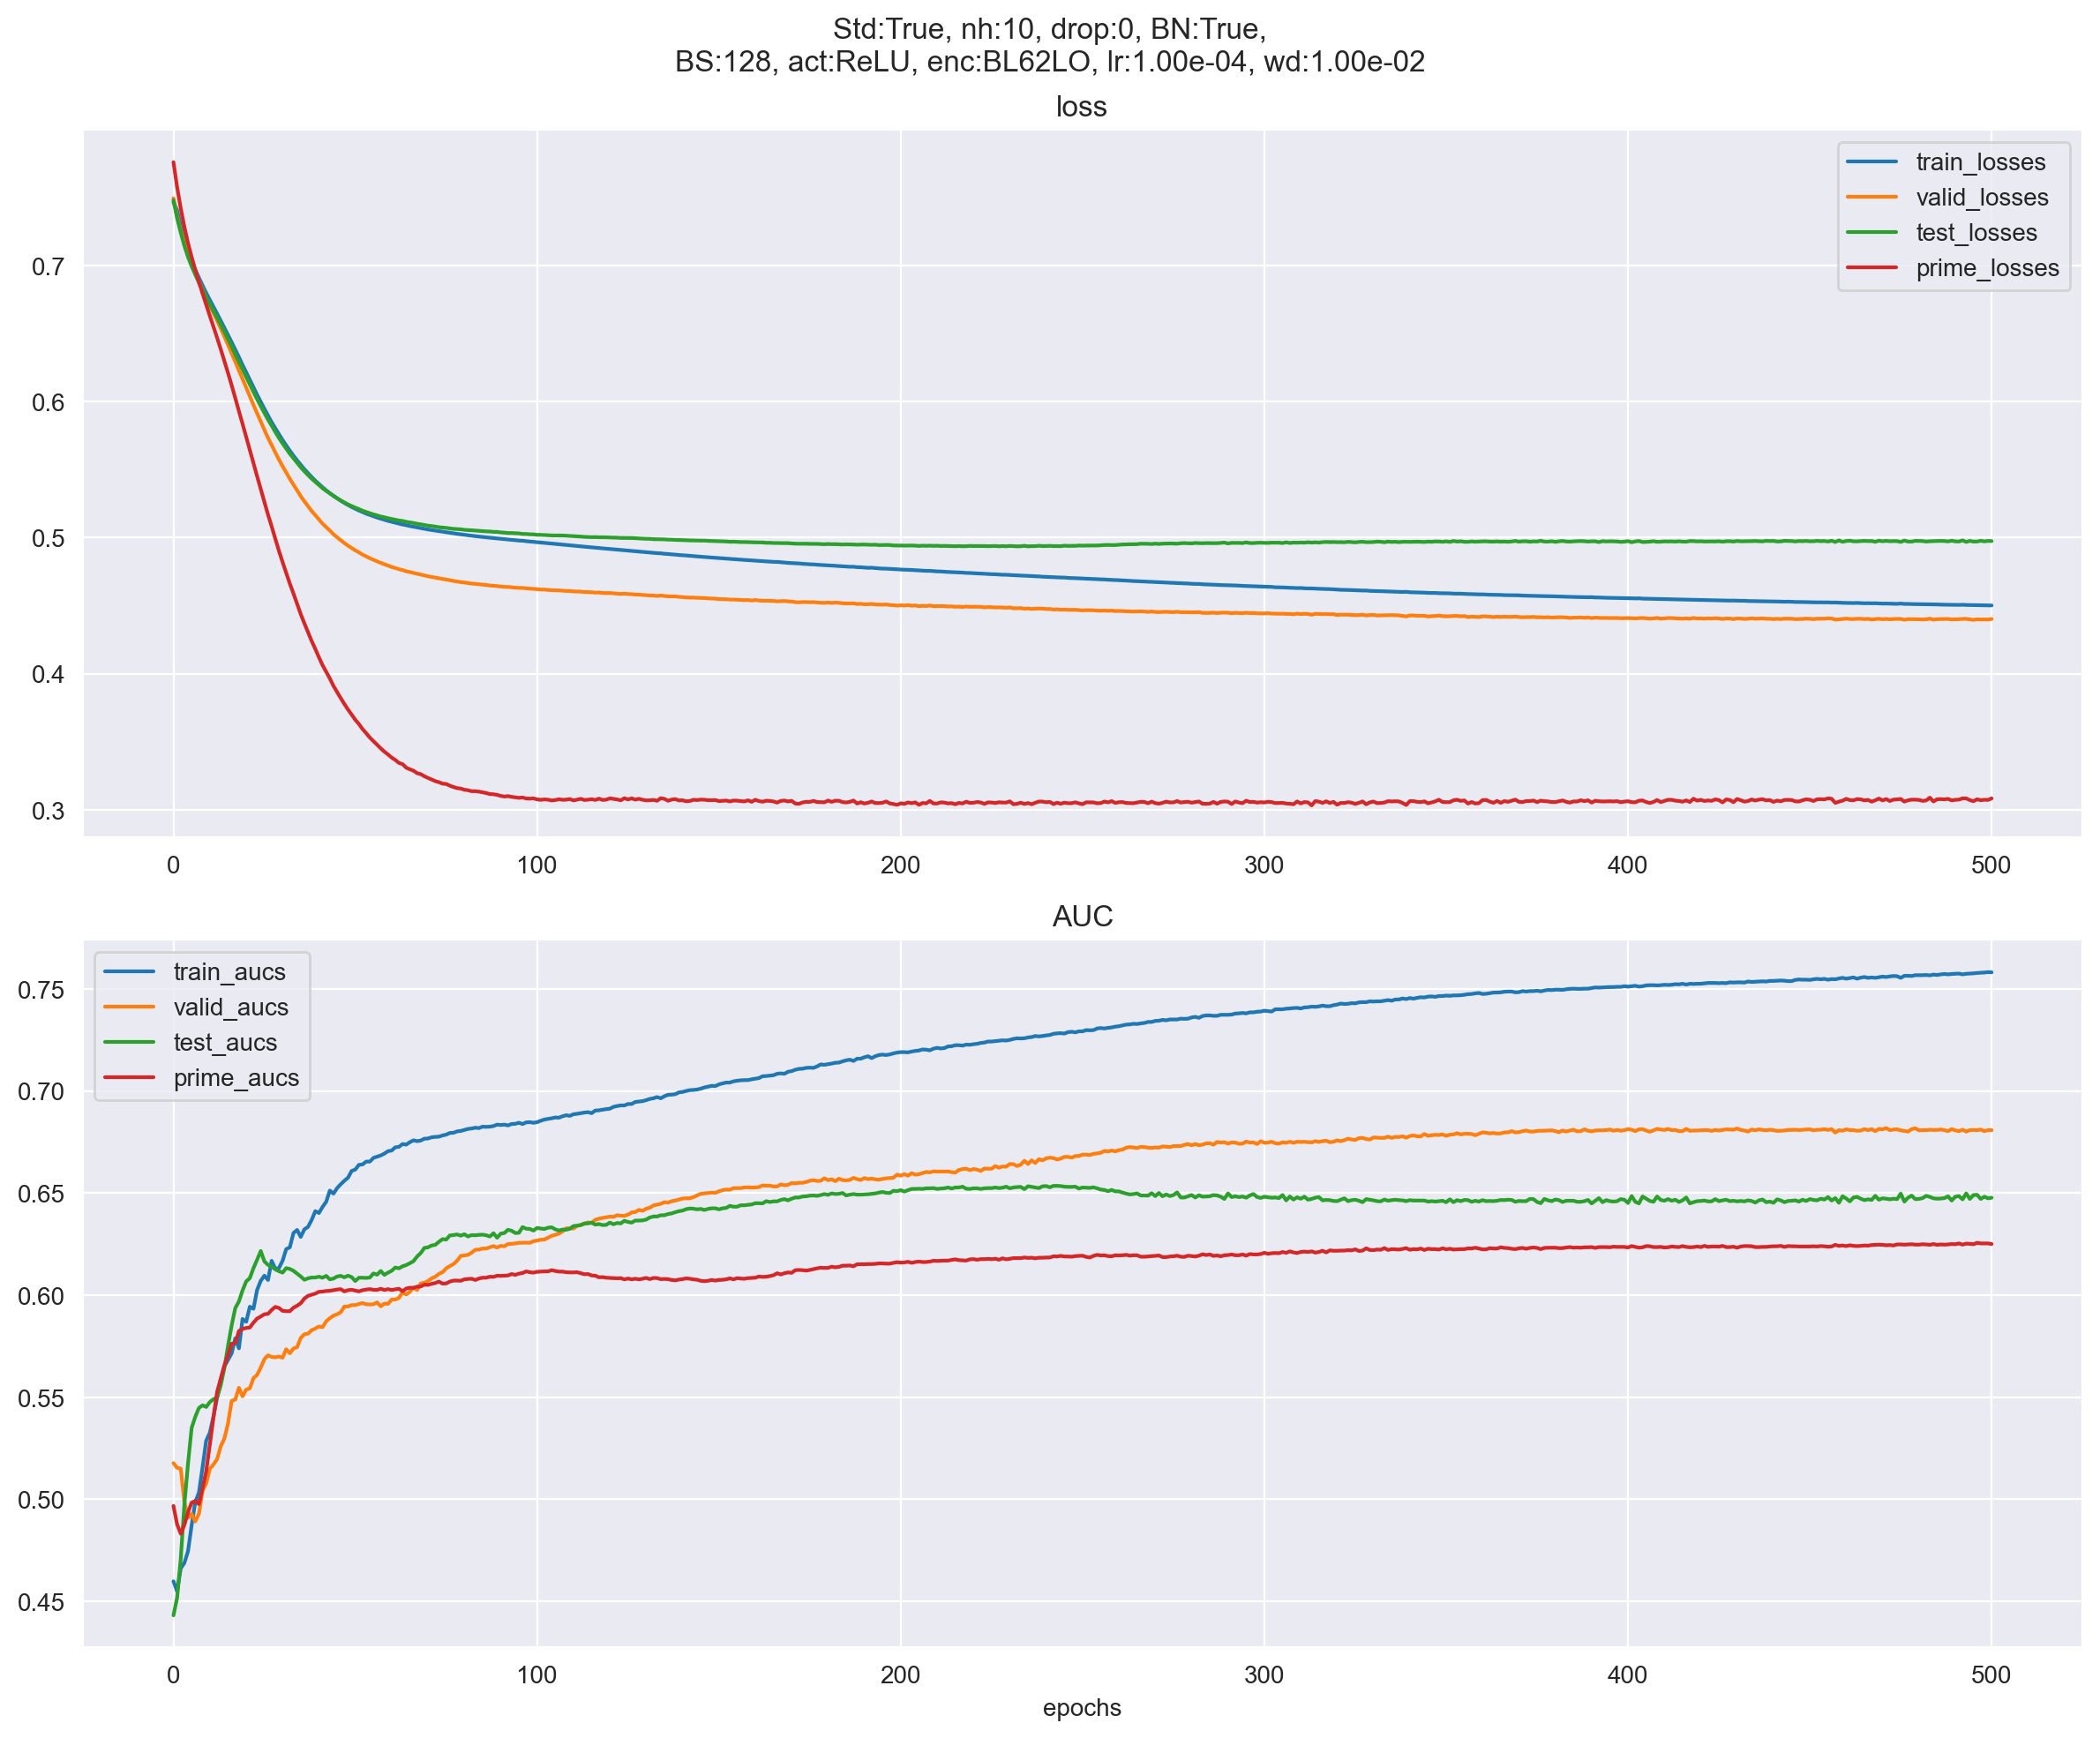 Std:True, nh:10, drop:0, BN:True,
BS:128, act:ReLU, enc:BL62LO, lr:1.00e-04, wd:1.00e-02
loss
train_losses
valid_losses
test_losses
prime_losses
0.7
0.6
0.5
0.4
0.3
0 100 200 300 400 500
AUC
train_aucs
valid_aucs
test_aucs
prime_aucs
0.75
0.70
0.65
0.60
0.55
0.50
0.45
0 100 200 300 400 500
epochs